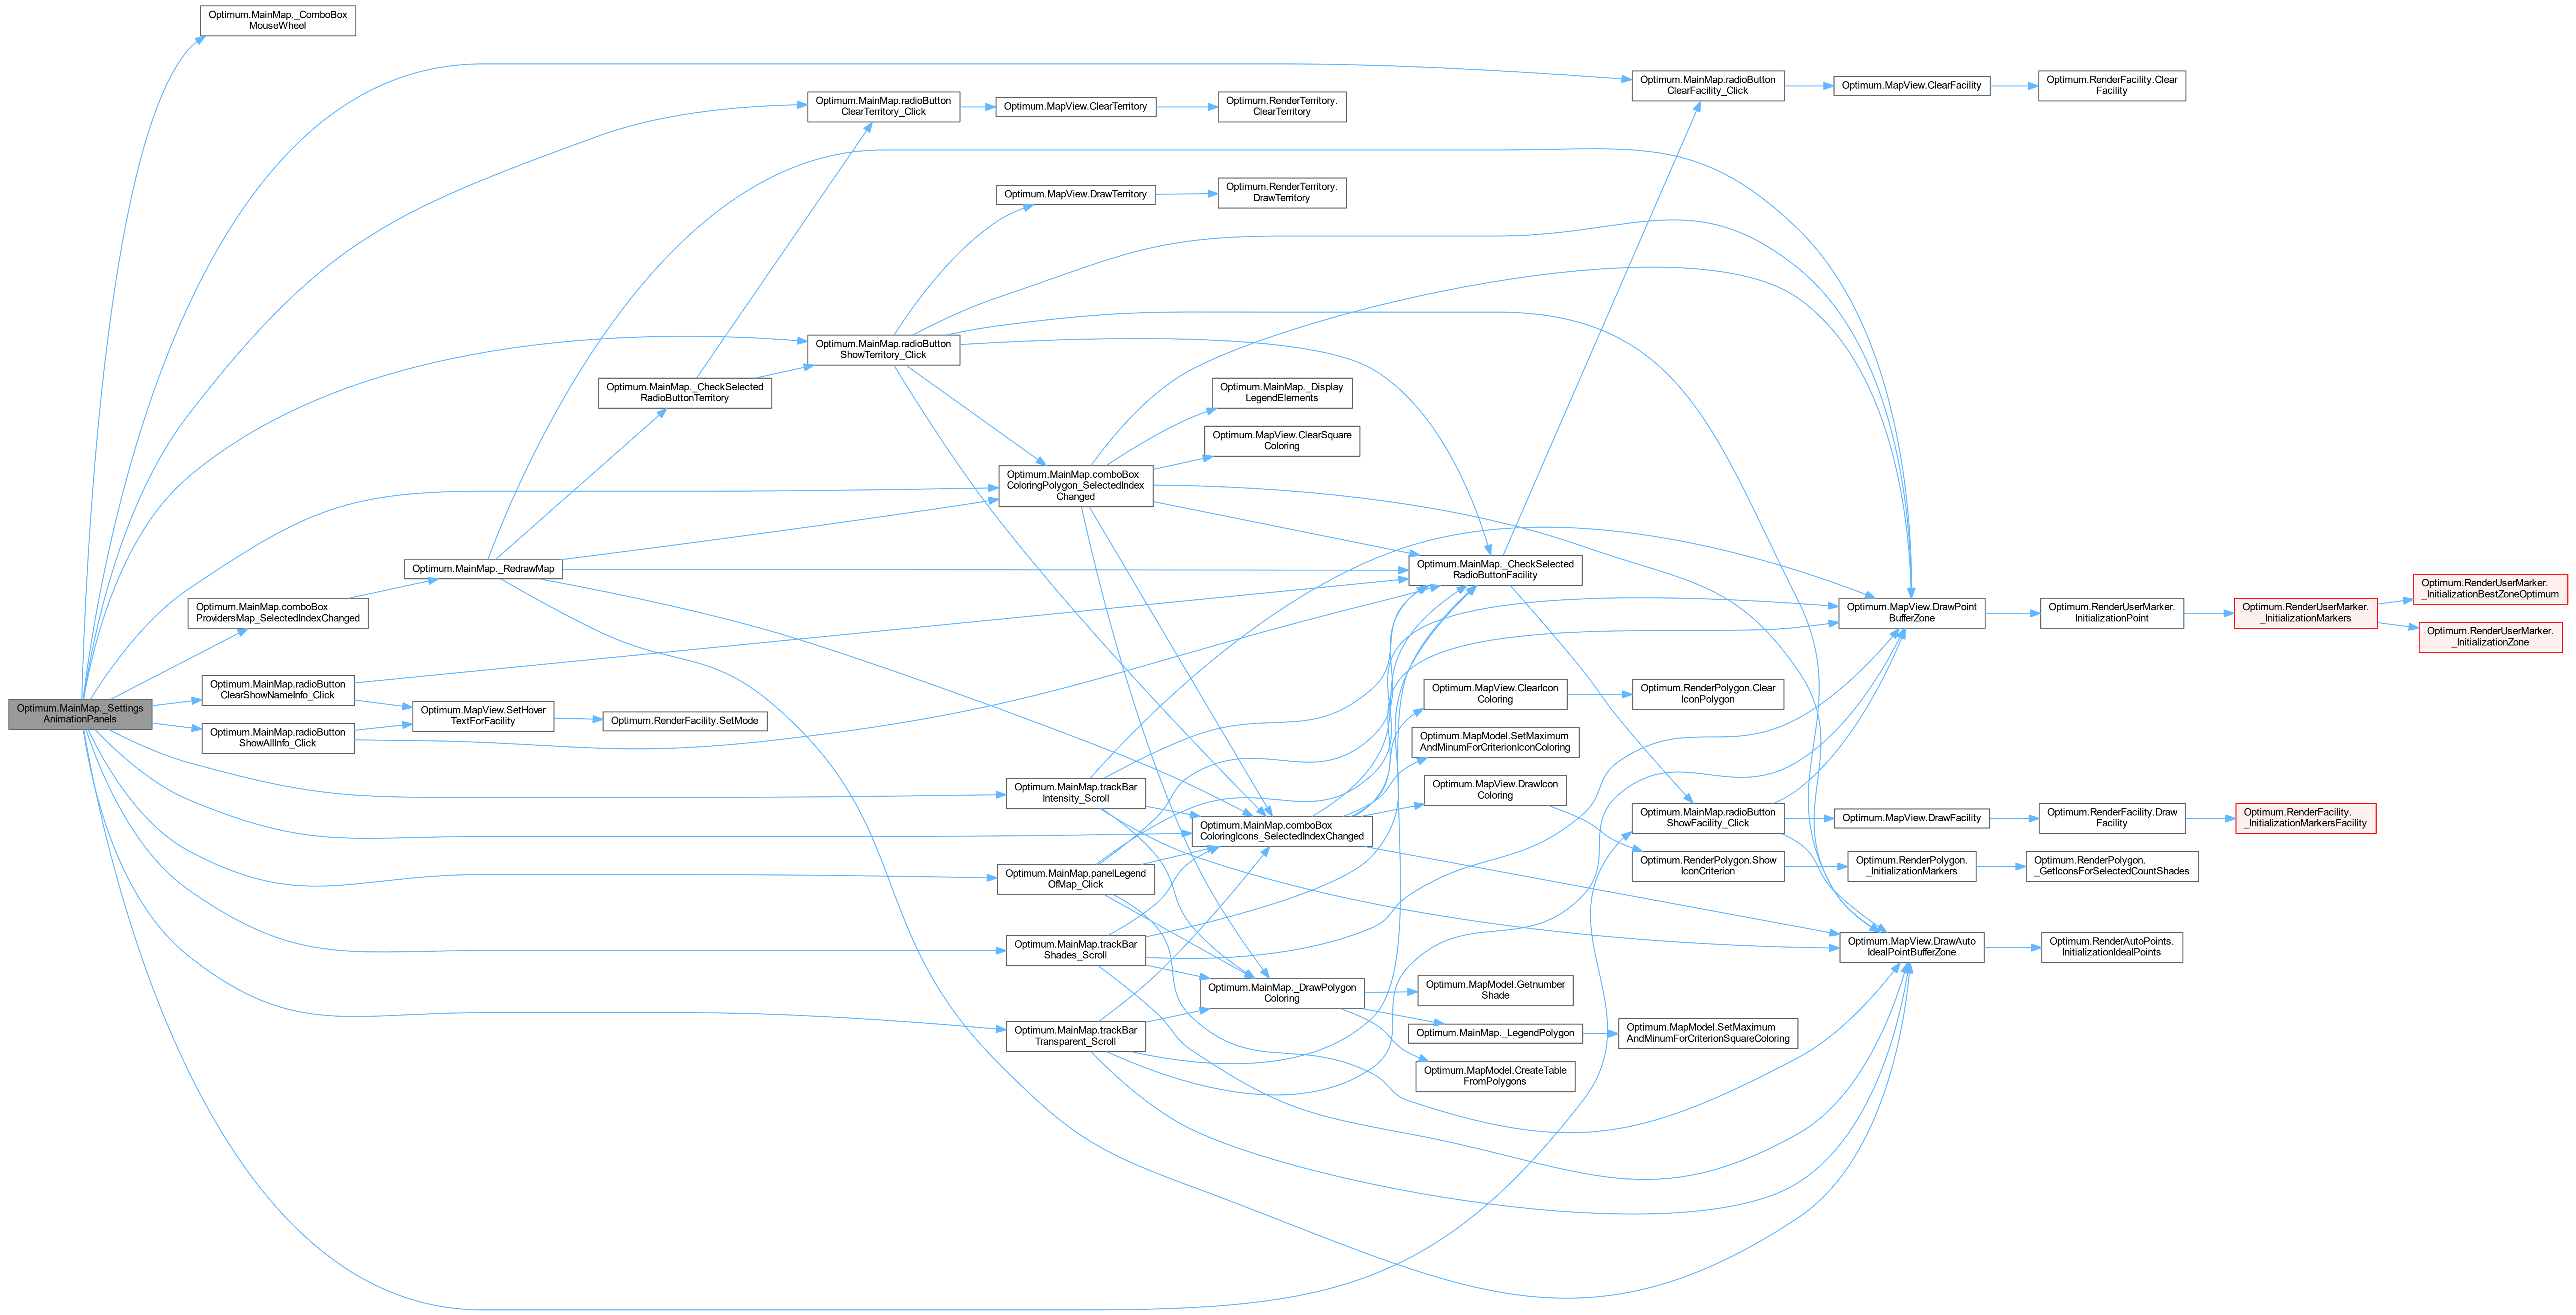 Optimum.MainMap._ComboBox
MouseWheel
Optimum.MainMap.radioButton
ClearFacility_Click
Optimum.MapView.ClearFacility
Optimum.RenderFacility.Clear
Facility
Optimum.MainMap.radioButton
ClearTerritory_Click
Optimum.MapView.ClearTerritory
Optimum.RenderTerritory.
ClearTerritory
Optimum.MapView.DrawTerritory
Optimum.RenderTerritory.
DrawTerritory
Optimum.MainMap.radioButton
ShowTerritory_Click
Optimum.MainMap._CheckSelected
RadioButtonTerritory
Optimum.MainMap._Display
LegendElements
Optimum.MapView.ClearSquare
Coloring
Optimum.MainMap.comboBox
ColoringPolygon_SelectedIndex
Changed
Optimum.MainMap._RedrawMap
Optimum.MainMap._CheckSelected
RadioButtonFacility
Optimum.MainMap.comboBox
ProvidersMap_SelectedIndexChanged
Optimum.MapView.DrawPoint
BufferZone
Optimum.RenderUserMarker.
InitializationPoint
Optimum.RenderUserMarker.
_InitializationMarkers
Optimum.RenderUserMarker.
_InitializationBestZoneOptimum
Optimum.RenderUserMarker.
_InitializationZone
Optimum.MainMap._Settings
AnimationPanels
Optimum.MainMap.radioButton
ClearShowNameInfo_Click
Optimum.MainMap.radioButton
ShowAllInfo_Click
Optimum.MapView.SetHover
TextForFacility
Optimum.RenderFacility.SetMode
Optimum.MapView.ClearIcon
Coloring
Optimum.RenderPolygon.Clear
IconPolygon
Optimum.MapModel.SetMaximum
AndMinumForCriterionIconColoring
Optimum.MainMap.trackBar
Intensity_Scroll
Optimum.MapView.DrawIcon
Coloring
Optimum.MainMap.comboBox
ColoringIcons_SelectedIndexChanged
Optimum.MainMap.radioButton
ShowFacility_Click
Optimum.MapView.DrawFacility
Optimum.RenderFacility.Draw
Facility
Optimum.RenderFacility.
_InitializationMarkersFacility
Optimum.RenderPolygon.Show
IconCriterion
Optimum.RenderPolygon.
_InitializationMarkers
Optimum.RenderPolygon.
_GetIconsForSelectedCountShades
Optimum.MainMap.panelLegend
OfMap_Click
Optimum.MainMap.trackBar
Shades_Scroll
Optimum.MapView.DrawAuto
IdealPointBufferZone
Optimum.RenderAutoPoints.
InitializationIdealPoints
Optimum.MainMap._DrawPolygon
Coloring
Optimum.MapModel.Getnumber
Shade
Optimum.MainMap.trackBar
Transparent_Scroll
Optimum.MainMap._LegendPolygon
Optimum.MapModel.SetMaximum
AndMinumForCriterionSquareColoring
Optimum.MapModel.CreateTable
FromPolygons